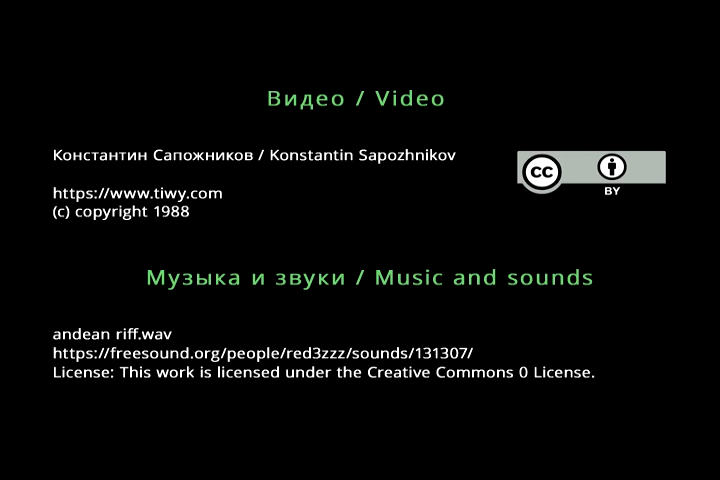 Видео / Video
Константин Сапожников / Konstantin Sapozhnikov
cc
BY
https://www.tiwy.com
(c) copyright 1988
Музыка и звуки / Music and sounds
andean riff.wav
https://freesound.org/people/red3zzz/sounds/131307/
License: This work is licensed under the Creative Commons 0 License.